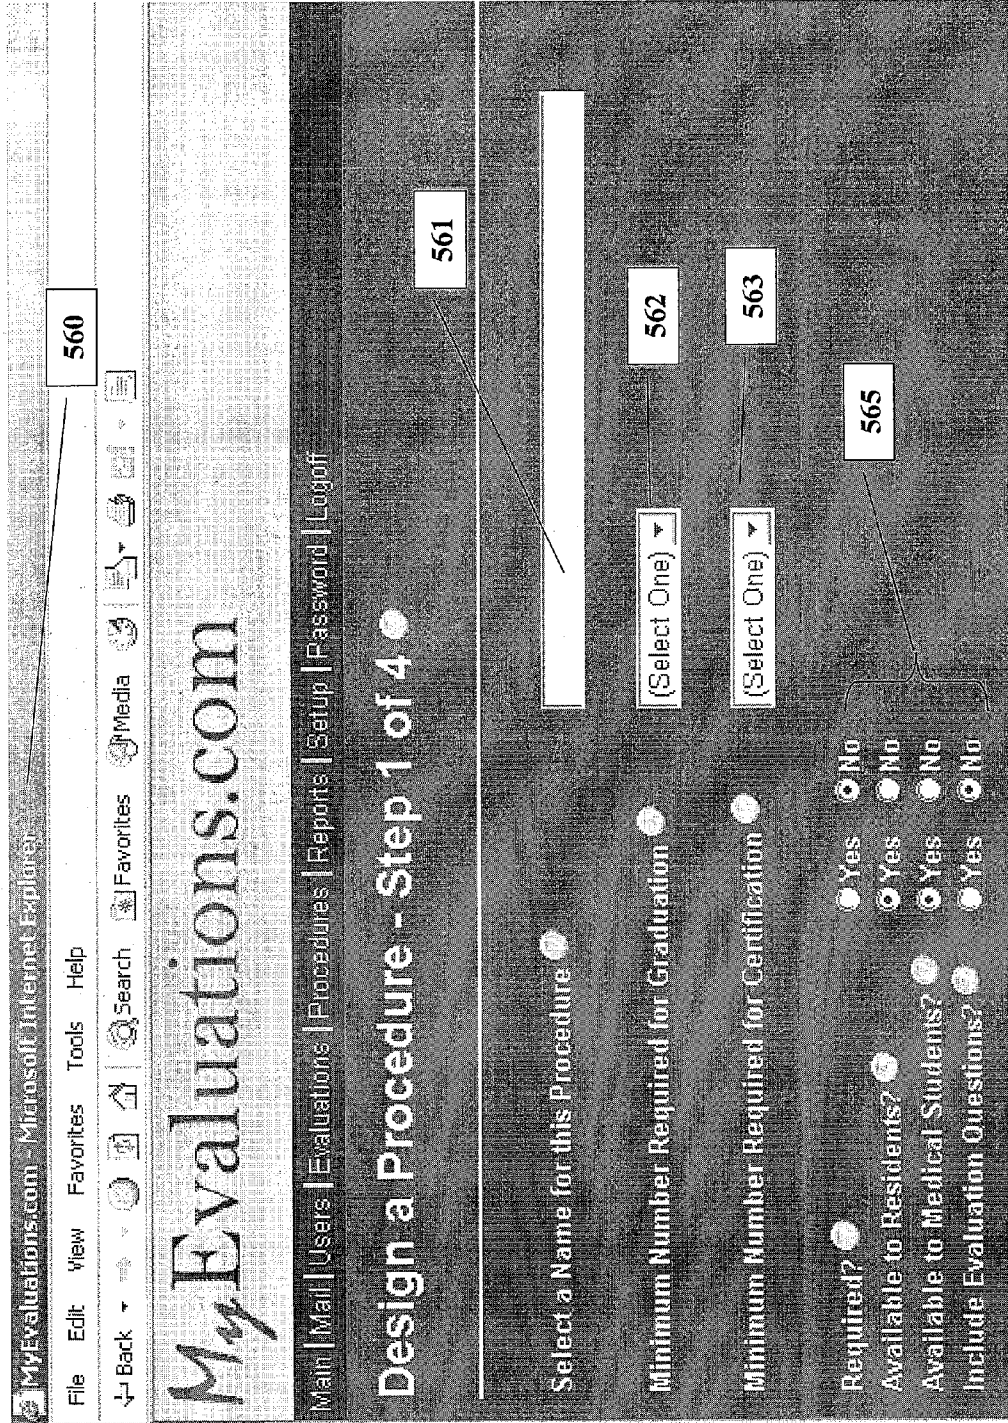 MyEvaluations.com - Microsoft Internet Explorer
560
File Edit View Favorites Tools Help
Back Search Favorites Media
MyEvaluations.com
Main | Mail | Users | Evaluations | Procedures | Reports | Setup | Password | Logoff
Design a Procedure - Step 1 of 4
561
Select a Name for this Procedure
Minimum Number Required for Graduation (Select One) 562
Minimum Number Required for Certification (Select One) 563
565
Required? Yes No
Available to Residents? Yes No
Available to Medical Students? Yes No
Include Evaluation Questions? Yes No